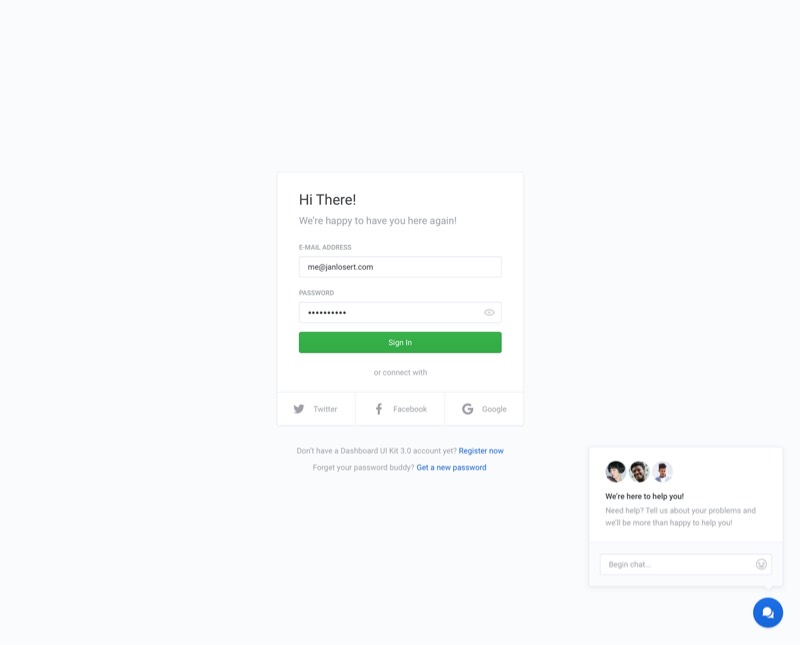 Hi There!
We're happy to have you here again!
E-MAIL ADDRESS
me@janlosert.com
PASSWORD
••••••••••
Sign In
or connect with
Twitter
Facebook
Google
Don't have a Dashboard UI Kit 3.0 account yet? Register now
Forget your password buddy? Get a new password
We're here to help you!
Need help? Tell us about your problems and
we'll be more than happy to help you!
Begin chat...